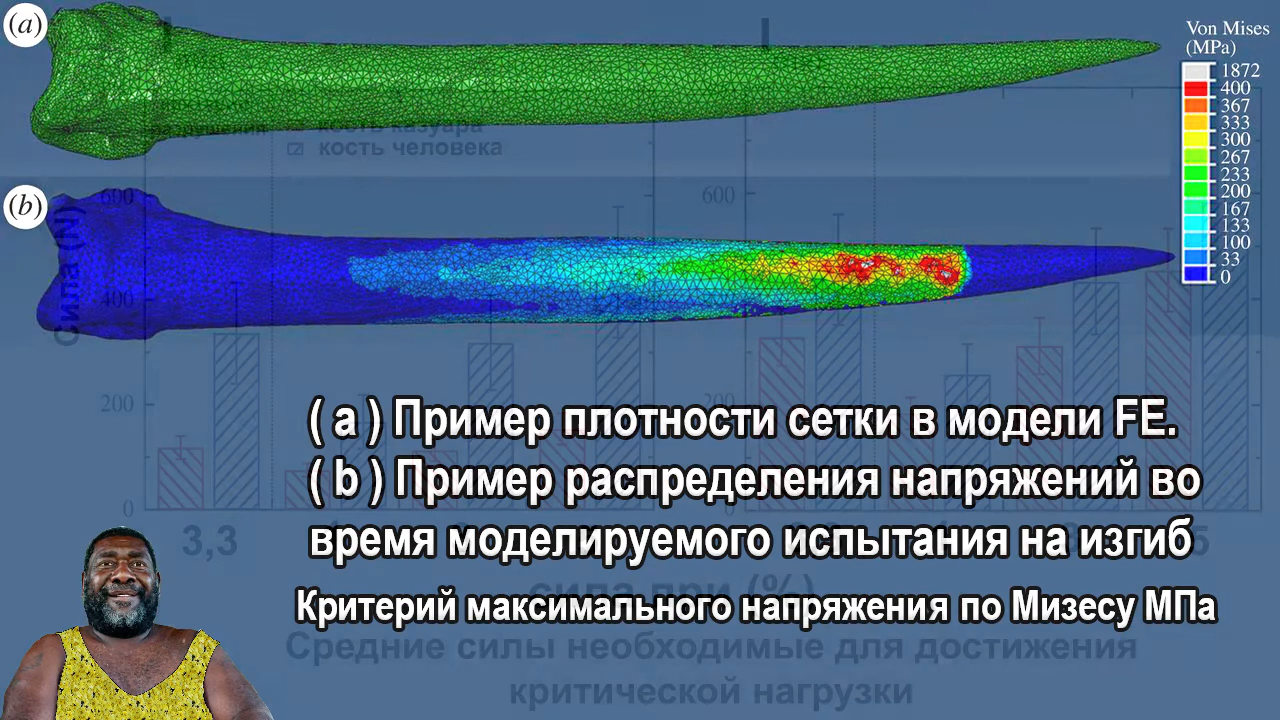 (a)
Von Mises
(MPa)
1872
400
367
333
300
267
233
200
167
133
100
33
0
кость казуара
кость человека
(b)
600
600
Сила (N)
400
200
( a ) Пример плотности сетки в модели FE.
( b ) Пример распределения напряжений во
время моделируемого испытания на изгиб
0
3,3
5
сила при (%)
Критерий максимального напряжения по Мизесу МПа
Средние силы необходимые для достижения
критической нагрузки